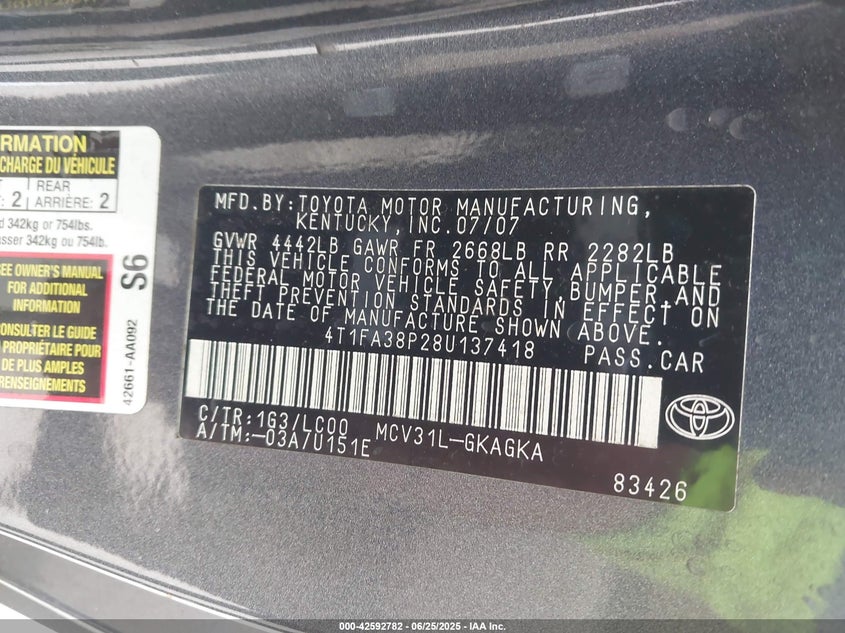 RMATION
CHARGE DU VÉHICULE
REAR
: 2 ARRIÈRE: 2
d 342kg or 754lbs.
sser 342kg ou 754lb.
SEE OWNER'S MANUAL
FOR ADDITIONAL
INFORMATION
CONSULTER LE GUIDE
PROPRIÉTAIRE POUR
DE PLUS AMPLES
RENSEIGNEMENTS
S6
42661-AA092
MFD.BY:TOYOTA MOTOR MANUFACTURING,
KENTUCKY,INC.07/07
GVWR 4442LB GAWR FR 2668LB RR 2282LB
THIS VEHICLE CONFORMS TO ALL APPLICABLE
FEDERAL MOTOR VEHICLE SAFETY,BUMPER,AND
THEFT PREVENTION STANDARDS IN EFFECT ON
THE DATE OF MANUFACTURE SHOWN ABOVE.
4T1FA38P28U137418 PASS.CAR
C/TR:1G3/LC00 MCV31L-GKAGKA
A/TM:-03A/U151E
83426
TOYOTA
000-42592782 - 06/25/2025 - IAA Inc.